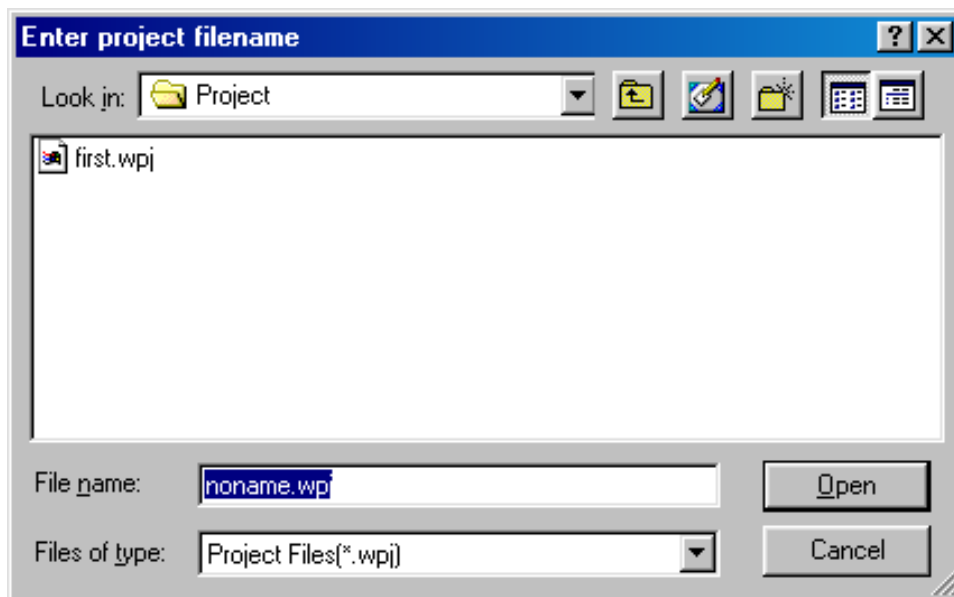 Enter project filename
Look in: Project
first.wpj
File name: noname.wpj Open
Files of type: Project Files(*.wpj) Cancel